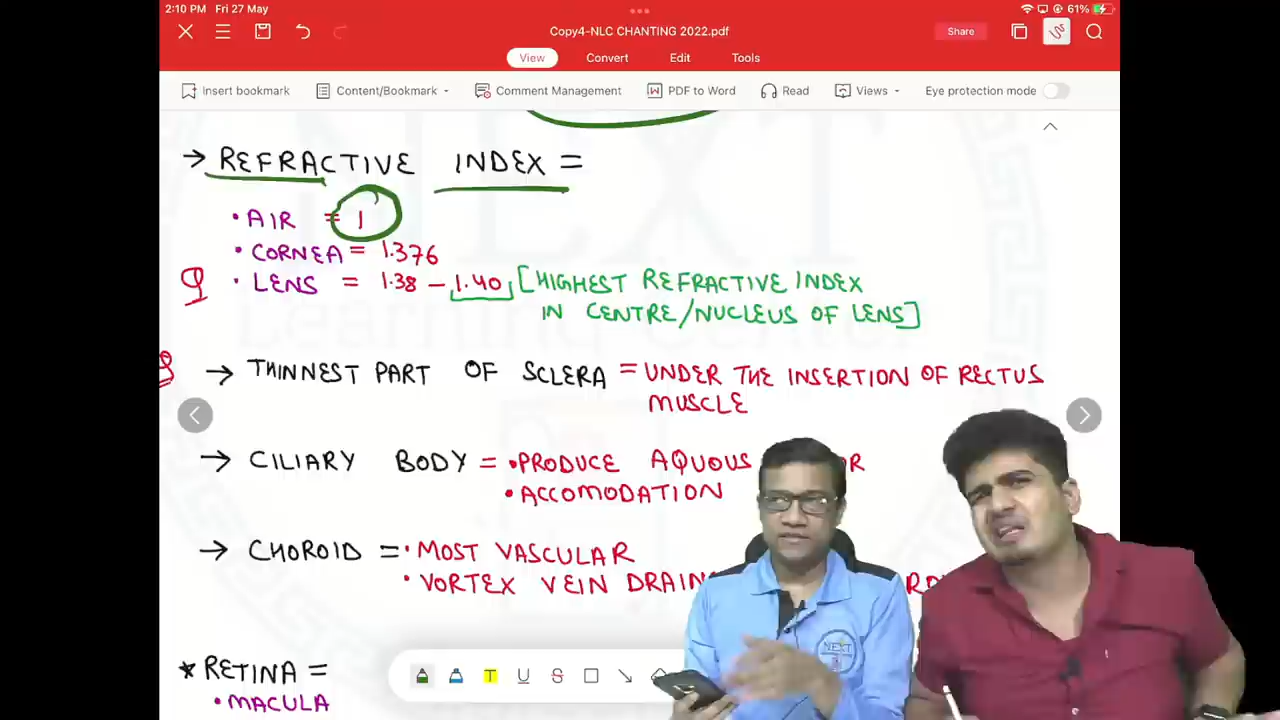 2:10 PM Fri 27 May
61%
Copy4-NLC CHANTING 2022.pdf
Share
View Convert Edit Tools
Insert bookmark Content/Bookmark Comment Management PDF to Word Read Views Eye protection mode
→ REFRACTIVE INDEX =
• AIR = 1
• CORNEA = 1.376
• LENS = 1.38 – 1.40 [HIGHEST REFRACTIVE INDEX
IN CENTRE/NUCLEUS OF LENS]
→ THINNEST PART OF SCLERA = UNDER THE INSERTION OF RECTUS
MUSCLE
→ CILIARY BODY = • PRODUCE AQUOUS
• ACCOMODATION
→ CHOROID = • MOST VASCULAR
• VORTEX VEIN
★ RETINA =
• MACULA
NEXT